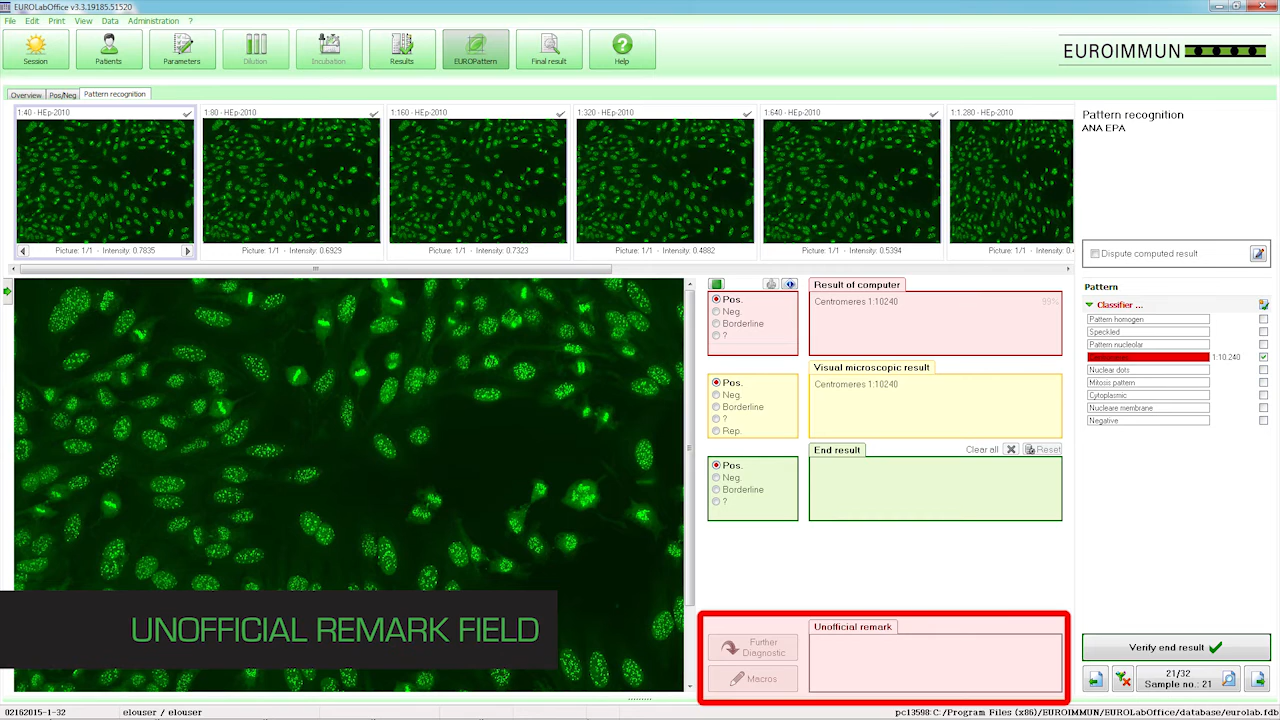 EUROLabOffice v3.3.19185.51520
File Edit Print View Data Administration ?
Session Patients Parameters Dilution Incubation Results EUROPattern Final result Help
EUROIMMUN
Overview Pos/Neg Pattern recognition
1:40 - HEp-2010 1:80 - HEp-2010 1:160 - HEp-2010 1:320 - HEp-2010 1:640 - HEp-2010 1:1.280 - HEp-2010
Pattern recognition
ANA EPA
Picture: 1/1 - Intensity: 0.7835 Picture: 1/1 - Intensity: 0.6929 Picture: 1/1 - Intensity: 0.7323 Picture: 1/1 - Intensity: 0.4882 Picture: 1/1 - Intensity: 0.5394 Picture: 1/1 - Intensity: 0.4
Dispute computed result
Result of computer
Pos.
Neg.
Borderline
?
Centromeres 1:10240 99%
Visual microscopic result
Pos.
Neg.
Borderline
?
Rep.
Centromeres 1:10240
End result Clear all Reset
Pos.
Neg.
Borderline
?
Pattern
Classifier ...
Pattern homogen
Speckled
Pattern nucleolar
Centromeres 1:10.240
Nuclear dots
Mitosis pattern
Cytoplasmic
Nucleare membrane
Negative
UNOFFICIAL REMARK FIELD
Unofficial remark
Further
Diagnostic
Macros
Verify end result
21/32
Sample no.: 21
02162015-1-32 elouser / elouser pc13598:C:/Program Files (x86)/EUROIMMUN/EUROLabOffice/database/eurolab.fdb